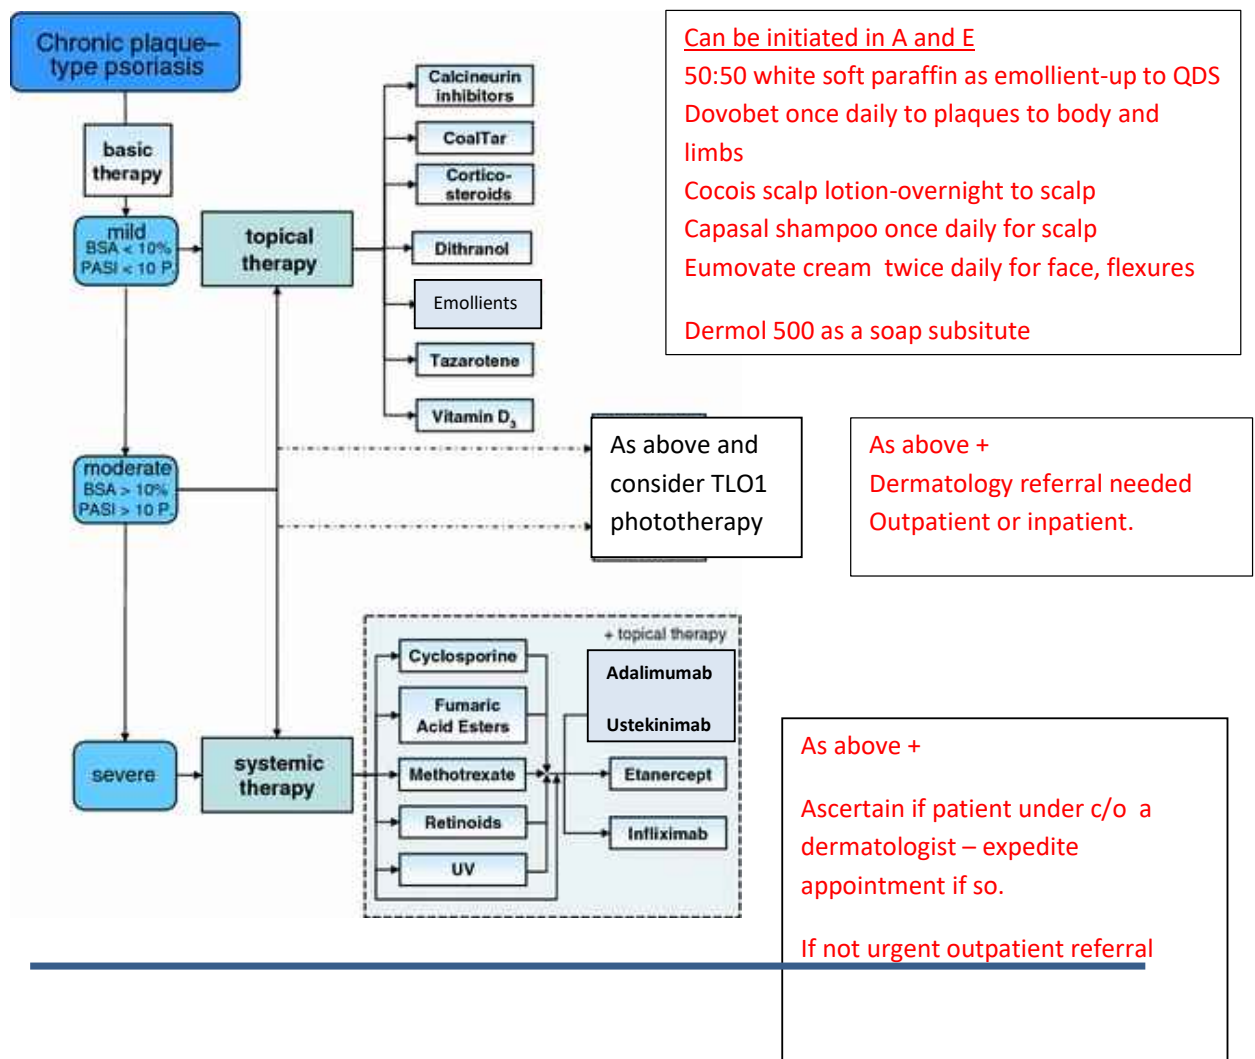 Chronic plaque–
type psoriasis
basic
therapy
mild
BSA < 10%
PASI < 10 P.
topical
therapy
Calcineurin
inhibitors
CoalTar
Cortico-
steroids
Dithranol
Emollients
Tazarotene
Vitamin D₃
Can be initiated in A and E
50:50 white soft paraffin as emollient-up to QDS
Dovobet once daily to plaques to body and
limbs
Cocois scalp lotion-overnight to scalp
Capasal shampoo once daily for scalp
Eumovate cream  twice daily for face, flexures
Dermol 500 as a soap subsitute
moderate
BSA > 10%
PASI > 10 P.
As above and
consider TLO1
phototherapy
As above +
Dermatology referral needed
Outpatient or inpatient.
severe
systemic
therapy
+ topical therapy
Cyclosporine
Fumaric
Acid Esters
Methotrexate
Retinoids
UV
Adalimumab
Ustekinimab
Etanercept
Infliximab
As above +
Ascertain if patient under c/o  a
dermatologist – expedite
appointment if so.
If not urgent outpatient referral